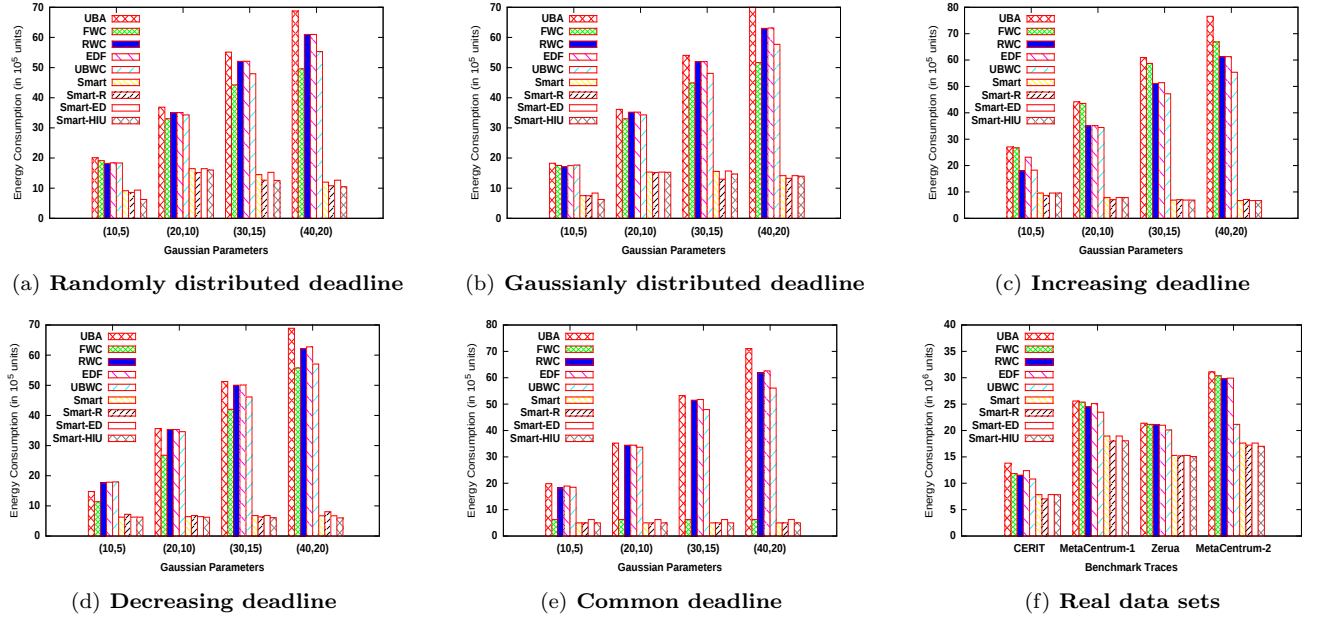 70
60
50
40
30
20
10
0
Energy Consumption (in 10^5 units)
UBA
FWC
RWC
EDF
UBWC
Smart
Smart-R
Smart-ED
Smart-HIU
(10,5) (20,10) (30,15) (40,20)
Gaussian Parameters
(a) Randomly distributed deadline
70
60
50
40
30
20
10
0
Energy Consumption (in 10^5 units)
UBA
FWC
RWC
EDF
UBWC
Smart
Smart-R
Smart-ED
Smart-HIU
(10,5) (20,10) (30,15) (40,20)
Gaussian Parameters
(b) Gaussianly distributed deadline
80
70
60
50
40
30
20
10
0
Energy Consumption (in 10^5 units)
UBA
FWC
RWC
EDF
UBWC
Smart
Smart-R
Smart-ED
Smart-HIU
(10,5) (20,10) (30,15) (40,20)
Gaussian Parameters
(c) Increasing deadline
70
60
50
40
30
20
10
0
Energy Consumption (in 10^5 units)
UBA
FWC
RWC
EDF
UBWC
Smart
Smart-R
Smart-ED
Smart-HIU
(10,5) (20,10) (30,15) (40,20)
Gaussian Parameters
(d) Decreasing deadline
80
70
60
50
40
30
20
10
0
Energy Consumption (in 10^5 units)
UBA
FWC
RWC
EDF
UBWC
Smart
Smart-R
Smart-ED
Smart-HIU
(10,5) (20,10) (30,15) (40,20)
Gaussian Parameters
(e) Common deadline
40
35
30
25
20
15
10
5
0
Energy Consumption (in 10^6 units)
UBA
FWC
RWC
EDF
UBWC
Smart
Smart-R
Smart-ED
Smart-HIU
CERIT MetaCentrum-1 Zerua MetaCentrum-2
Benchmark Traces
(f) Real data sets